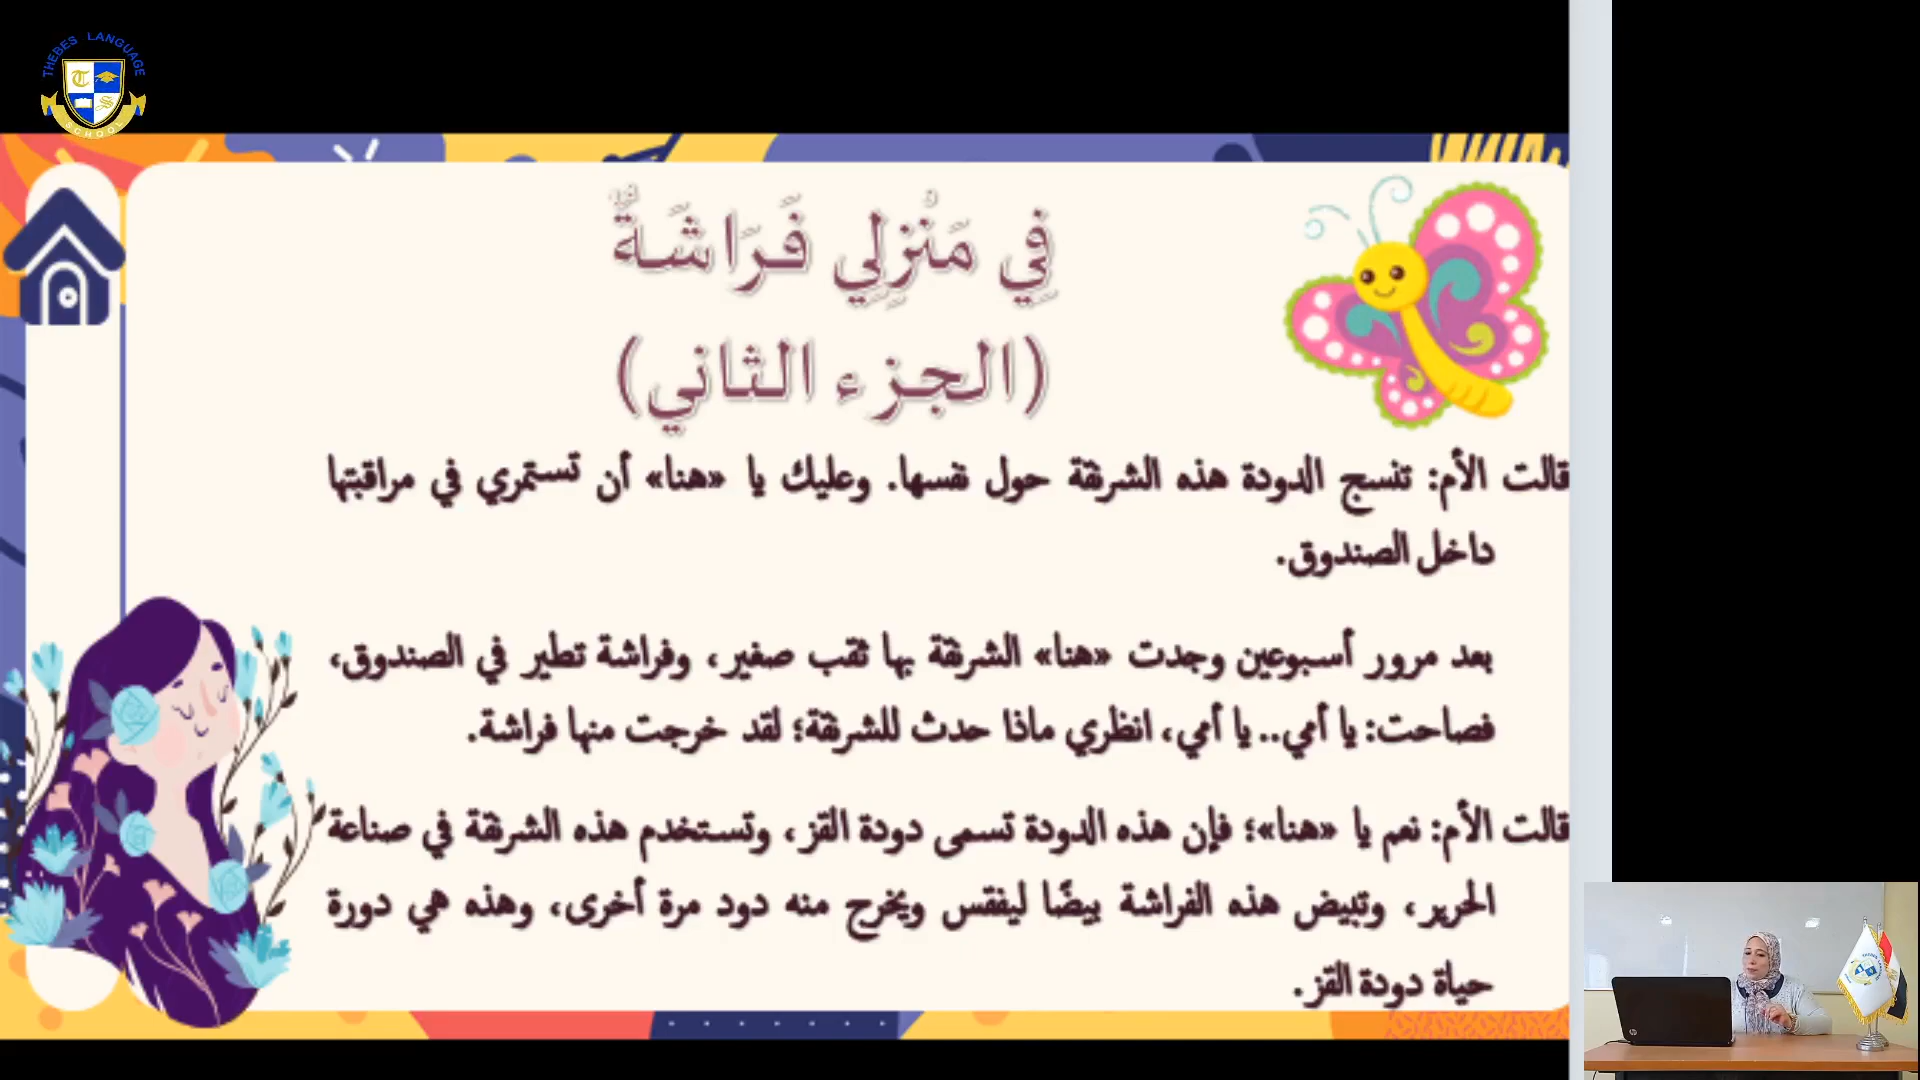 THEBES LANGUAGE
SCHOOL
فِي مَنْزِلِي فَرَاشَةٌ
(الجزء الثاني)
قالت الأم: تنسج الدودة هذه الشرنقة حول نفسها. وعليك يا «هنا» أن تستمري في مراقبتها
داخل الصندوق.
بعد مرور أسبوعين وجدت «هنا» الشرنقة بها ثقب صغير، وفراشة تطير في الصندوق،
فصاحت: يا أمي.. يا أمي، انظري ماذا حدث للشرنقة؛ لقد خرجت منها فراشة.
قالت الأم: نعم يا «هنا»؛ فإن هذه الدودة تسمى دودة القز، وتستخدم هذه الشرنقة في صناعة
الحرير، وتبيض هذه الفراشة بيضًا ليفقس ويخرج منه دود مرة أخرى، وهذه هي دورة
حياة دودة القز.